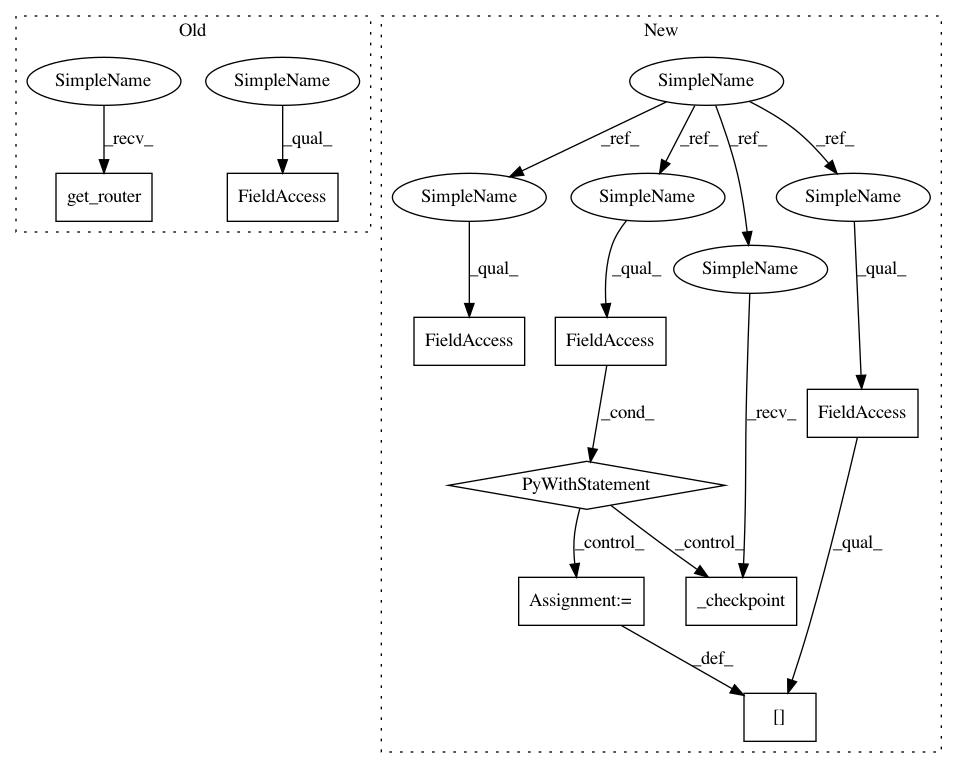 Old
New
SimpleName
SimpleName
SimpleName
_recv_
_qual_
_ref_
_ref_
_ref_
_ref_
get_router
FieldAccess
SimpleName
SimpleName
SimpleName
SimpleName
_qual_
_qual_
_qual_
FieldAccess
FieldAccess
FieldAccess
_cond_
_recv_
PyWithStatement
_control_
_control_
_qual_
Assignment:=
_checkpoint
_def_
[]